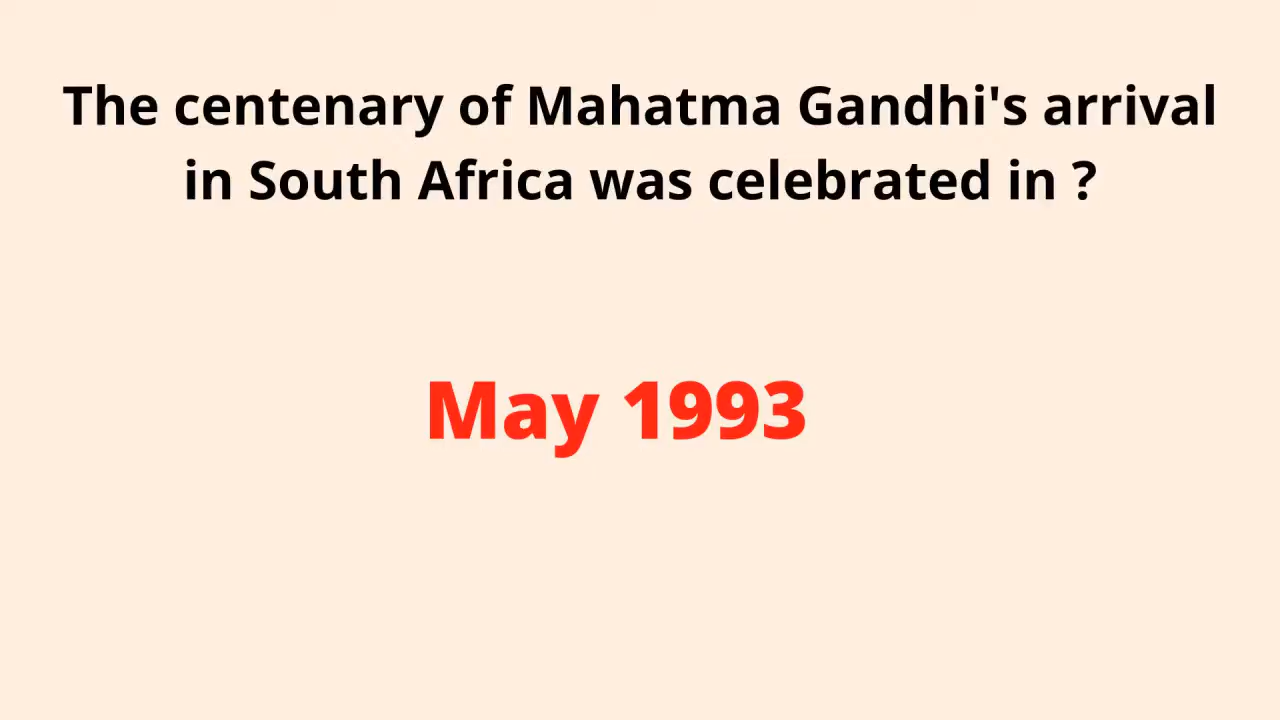 The centenary of Mahatma Gandhi's arrival
in South Africa was celebrated in ?
May 1993